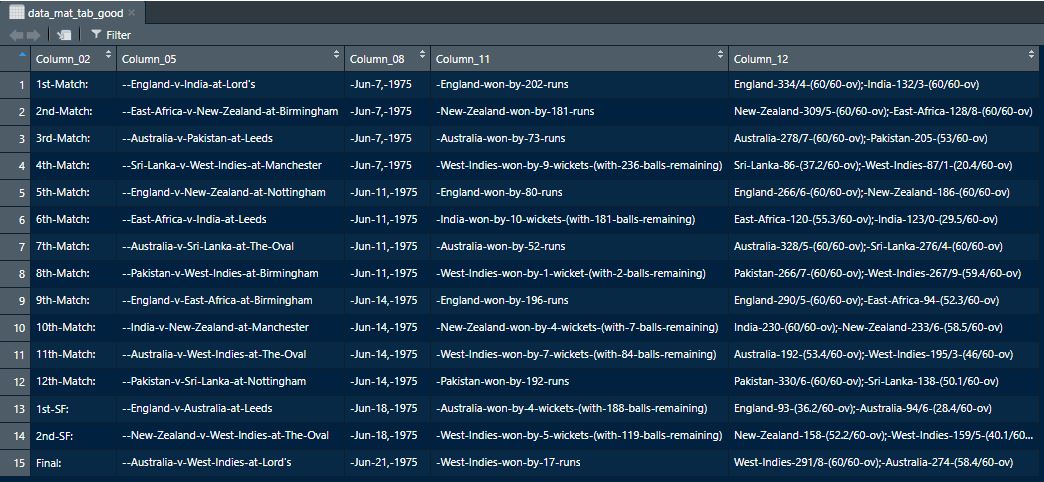 data_mat_tab_good ×
Filter
Column_02 Column_05 Column_08 Column_11 Column_12
1 1st-Match: --England-v-India-at-Lord's -Jun-7,-1975 -England-won-by-202-runs England-334/4-(60/60-ov);-India-132/3-(60/60-ov)
2 2nd-Match: --East-Africa-v-New-Zealand-at-Birmingham -Jun-7,-1975 -New-Zealand-won-by-181-runs New-Zealand-309/5-(60/60-ov);-East-Africa-128/8-(60/60-ov)
3 3rd-Match: --Australia-v-Pakistan-at-Leeds -Jun-7,-1975 -Australia-won-by-73-runs Australia-278/7-(60/60-ov);-Pakistan-205-(53/60-ov)
4 4th-Match: --Sri-Lanka-v-West-Indies-at-Manchester -Jun-7,-1975 -West-Indies-won-by-9-wickets-(with-236-balls-remaining) Sri-Lanka-86-(37.2/60-ov);-West-Indies-87/1-(20.4/60-ov)
5 5th-Match: --England-v-New-Zealand-at-Nottingham -Jun-11,-1975 -England-won-by-80-runs England-266/6-(60/60-ov);-New-Zealand-186-(60/60-ov)
6 6th-Match: --East-Africa-v-India-at-Leeds -Jun-11,-1975 -India-won-by-10-wickets-(with-181-balls-remaining) East-Africa-120-(55.3/60-ov);-India-123/0-(29.5/60-ov)
7 7th-Match: --Australia-v-Sri-Lanka-at-The-Oval -Jun-11,-1975 -Australia-won-by-52-runs Australia-328/5-(60/60-ov);-Sri-Lanka-276/4-(60/60-ov)
8 8th-Match: --Pakistan-v-West-Indies-at-Birmingham -Jun-11,-1975 -West-Indies-won-by-1-wicket-(with-2-balls-remaining) Pakistan-266/7-(60/60-ov);-West-Indies-267/9-(59.4/60-ov)
9 9th-Match: --England-v-East-Africa-at-Birmingham -Jun-14,-1975 -England-won-by-196-runs England-290/5-(60/60-ov);-East-Africa-94-(52.3/60-ov)
10 10th-Match: --India-v-New-Zealand-at-Manchester -Jun-14,-1975 -New-Zealand-won-by-4-wickets-(with-7-balls-remaining) India-230-(60/60-ov);-New-Zealand-233/6-(58.5/60-ov)
11 11th-Match: --Australia-v-West-Indies-at-The-Oval -Jun-14,-1975 -West-Indies-won-by-7-wickets-(with-84-balls-remaining) Australia-192-(53.4/60-ov);-West-Indies-195/3-(46/60-ov)
12 12th-Match: --Pakistan-v-Sri-Lanka-at-Nottingham -Jun-14,-1975 -Pakistan-won-by-192-runs Pakistan-330/6-(60/60-ov);-Sri-Lanka-138-(50.1/60-ov)
13 1st-SF: --England-v-Australia-at-Leeds -Jun-18,-1975 -Australia-won-by-4-wickets-(with-188-balls-remaining) England-93-(36.2/60-ov);-Australia-94/6-(28.4/60-ov)
14 2nd-SF: --New-Zealand-v-West-Indies-at-The-Oval -Jun-18,-1975 -West-Indies-won-by-5-wickets-(with-119-balls-remaining) New-Zealand-158-(52.2/60-ov);-West-Indies-159/5-(40.1/60...
15 Final: --Australia-v-West-Indies-at-Lord's -Jun-21,-1975 -West-Indies-won-by-17-runs West-Indies-291/8-(60/60-ov);-Australia-274-(58.4/60-ov)